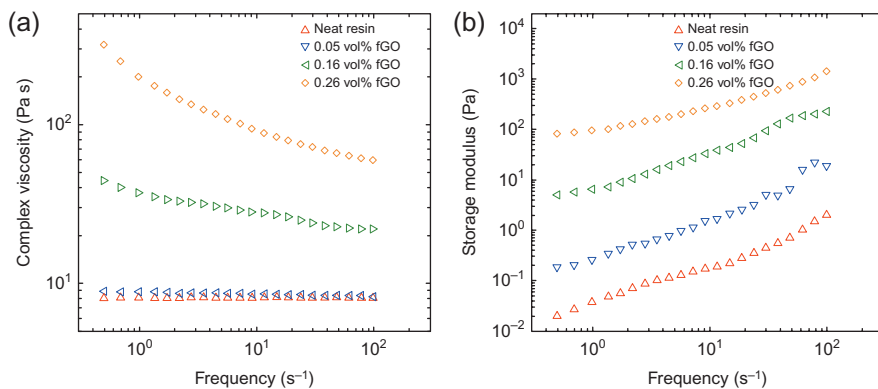 (a)
Complex viscosity (Pa s)
10²
10¹
Neat resin
0.05 vol% fGO
0.16 vol% fGO
0.26 vol% fGO
10⁰
10¹
10²
Frequency (s⁻¹)
(b)
Storage modulus (Pa)
10⁴
10³
10²
10¹
10⁰
10⁻¹
10⁻²
Neat resin
0.05 vol% fGO
0.16 vol% fGO
0.26 vol% fGO
10⁰
10¹
10²
Frequency (s⁻¹)